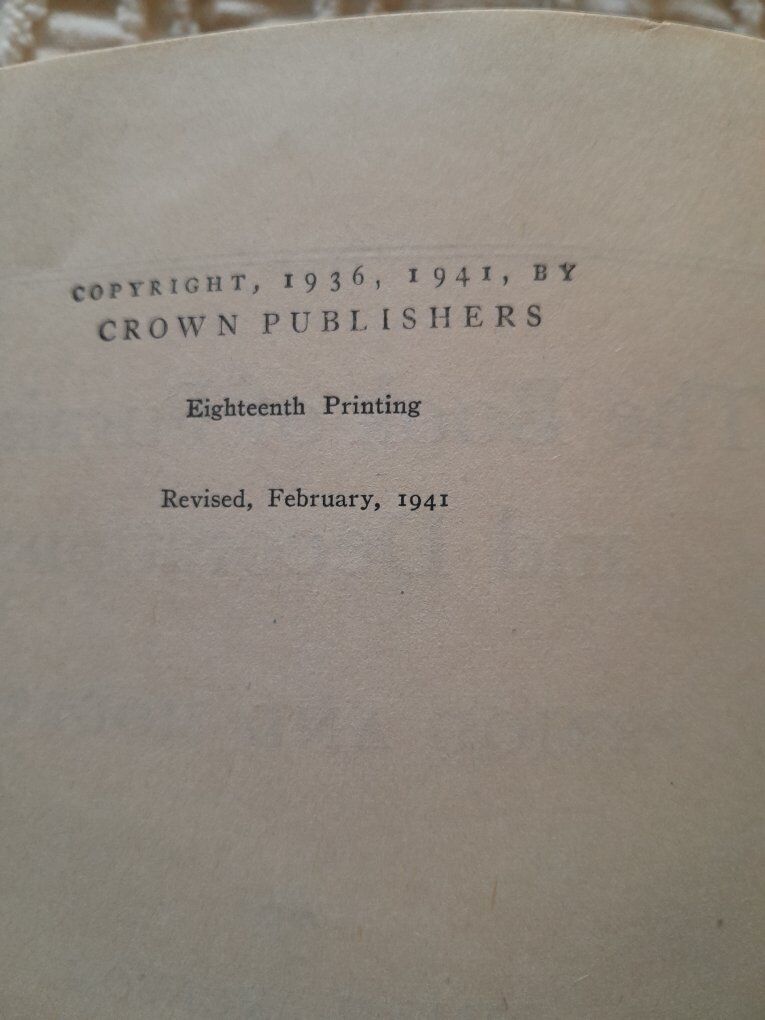 COPYRIGHT, 1936, 1941, BY
CROWN PUBLISHERS
Eighteenth Printing
Revised, February, 1941